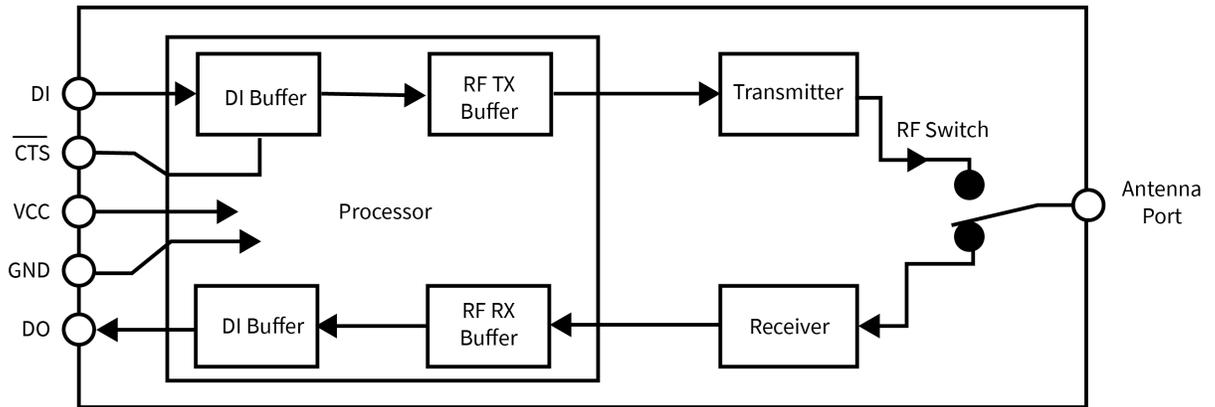 DI
DI Buffer
RF TX
Buffer
Transmitter
RF Switch
CTS
VCC
Processor
Antenna
Port
GND
DO
DI Buffer
RF RX
Buffer
Receiver